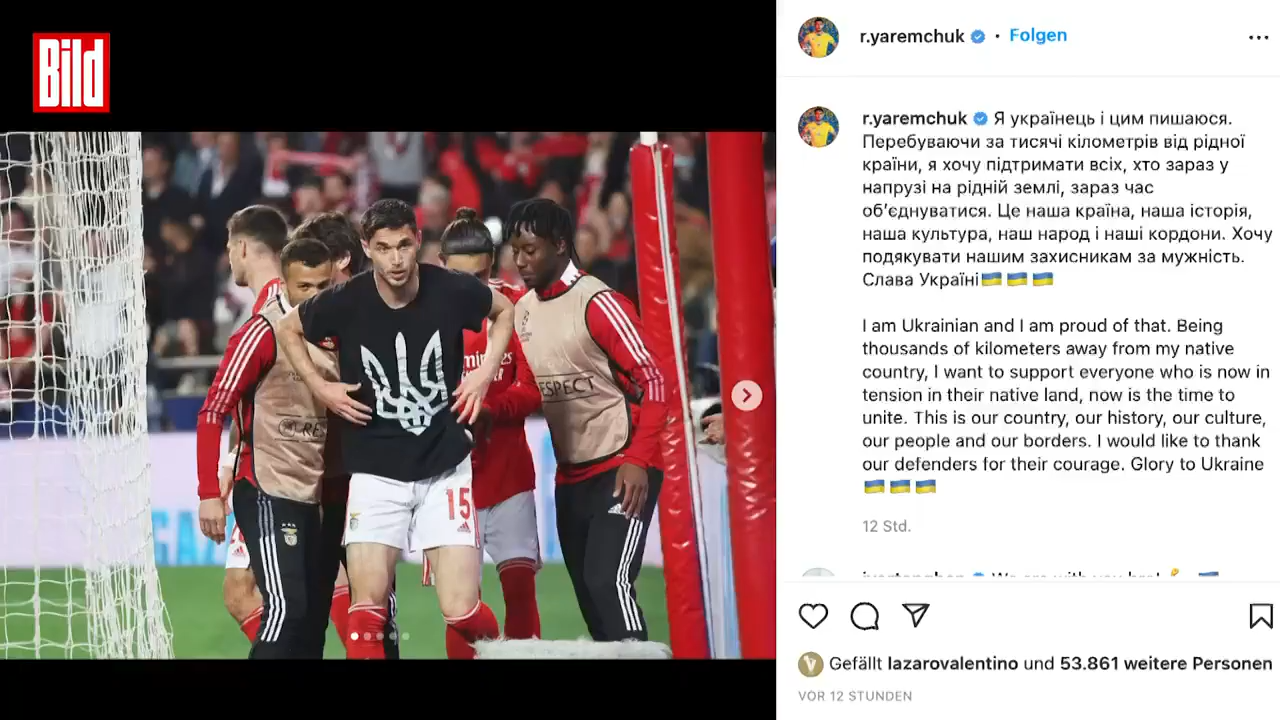 Bild
RESPECT
15
r.yaremchuk • Folgen
r.yaremchuk Я українець і цим пишаюся.
Перебуваючи за тисячі кілометрів від рідної
країни, я хочу підтримати всіх, хто зараз у
напрузі на рідній землі, зараз час
об’єднуватися. Це наша країна, наша історія,
наша культура, наш народ і наші кордони. Хочу
подякувати нашим захисникам за мужність.
Слава Україні🇺🇦🇺🇦🇺🇦
I am Ukrainian and I am proud of that. Being
thousands of kilometers away from my native
country, I want to support everyone who is now in
tension in their native land, now is the time to
unite. This is our country, our history, our culture,
our people and our borders. I would like to thank
our defenders for their courage. Glory to Ukraine
🇺🇦🇺🇦🇺🇦
12 Std.
Gefällt lazarovalentino und 53.861 weitere Personen
VOR 12 STUNDEN